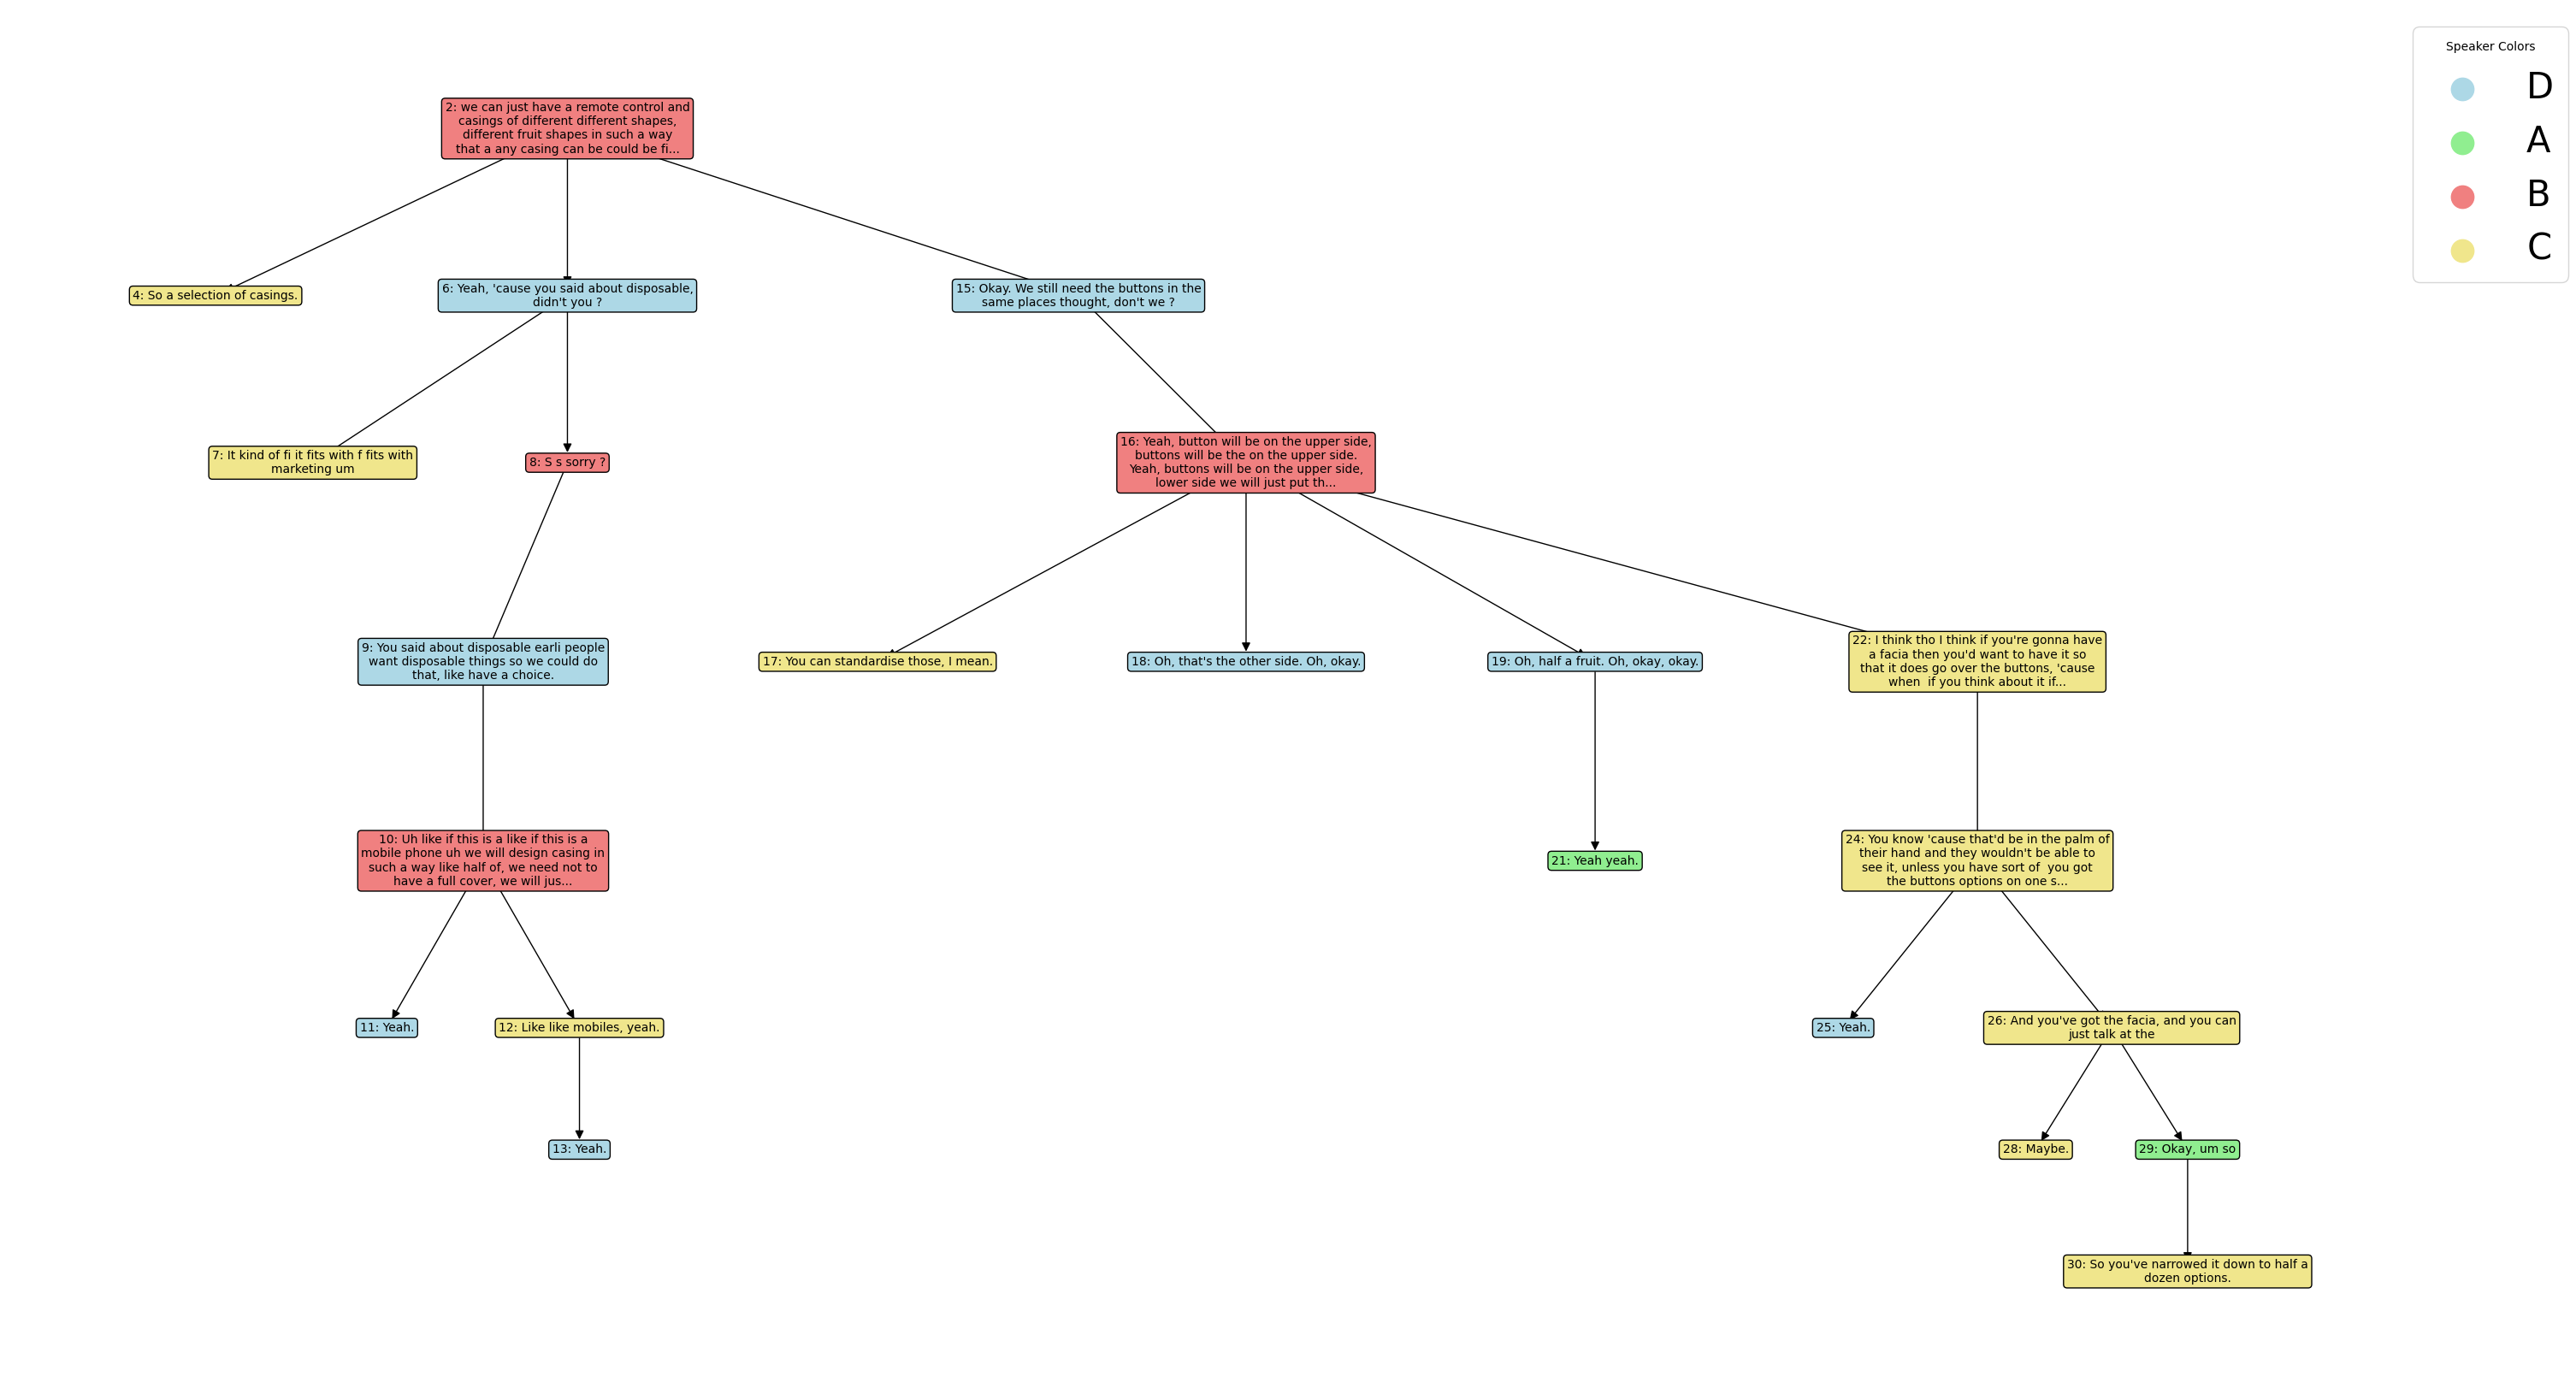 Speaker Colors
D
A
B
C
2: we can just have a remote control and
casings of different different shapes,
different fruit shapes in such a way
that a any casing can be could be fi...
4: So a selection of casings.
6: Yeah, 'cause you said about disposable,
didn't you ?
15: Okay. We still need the buttons in the
same places thought, don't we ?
7: It kind of fi it fits with f fits with
marketing um
8: S s sorry ?
16: Yeah, button will be on the upper side,
buttons will be the on the upper side.
Yeah, buttons will be on the upper side,
lower side we will just put th...
9: You said about disposable earli people
want disposable things so we could do
that, like have a choice.
17: You can standardise those, I mean.
18: Oh, that's the other side. Oh, okay.
19: Oh, half a fruit. Oh, okay, okay.
22: I think tho I think if you're gonna have
a facia then you'd want to have it so
that it does go over the buttons, 'cause
when  if you think about it if...
10: Uh like if this is a like if this is a
mobile phone uh we will design casing in
such a way like half of, we need not to
have a full cover, we will jus...
21: Yeah yeah.
24: You know 'cause that'd be in the palm of
their hand and they wouldn't be able to
see it, unless you have sort of  you got
the buttons options on one s...
11: Yeah.
12: Like like mobiles, yeah.
25: Yeah.
26: And you've got the facia, and you can
just talk at the
13: Yeah.
28: Maybe.
29: Okay, um so
30: So you've narrowed it down to half a
dozen options.